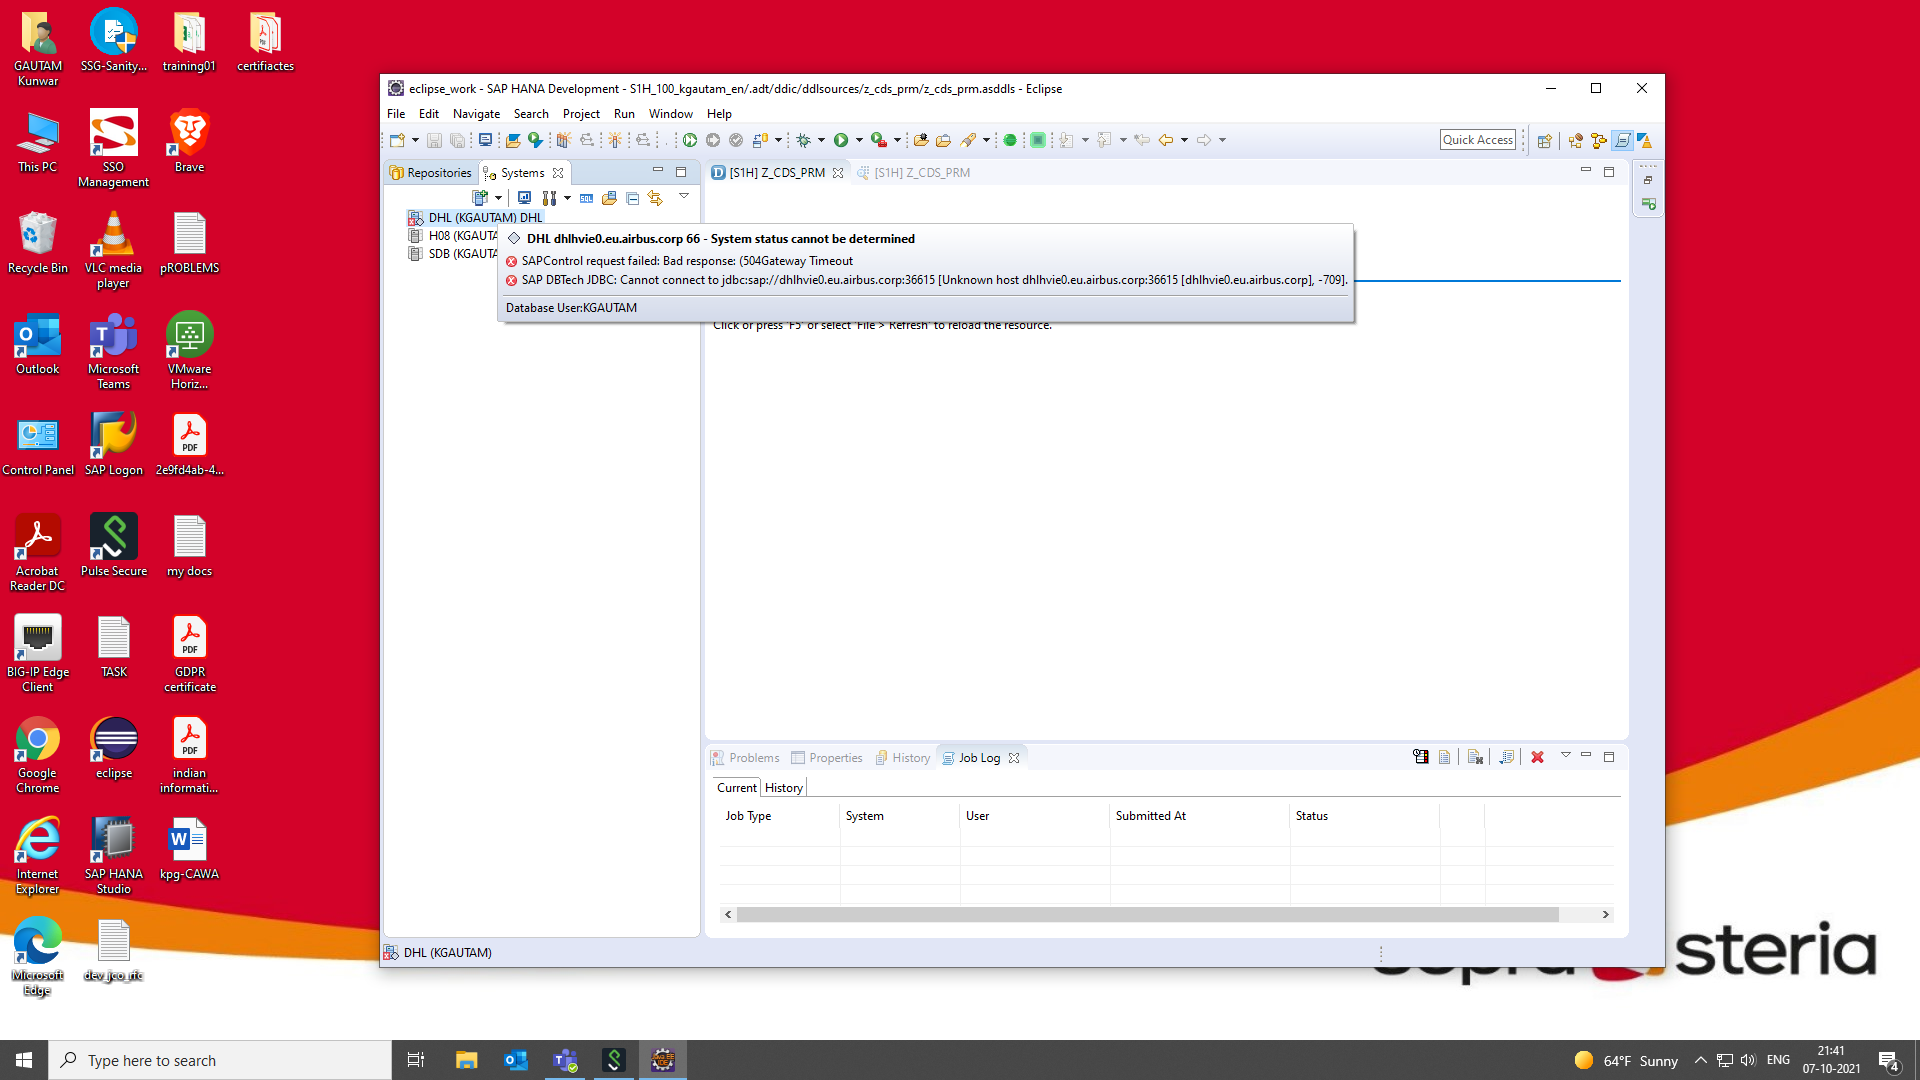 GAUTAM Kunwar
SSG-Sanity...
training01
certifiactes
This PC
SSO Management
Brave
Recycle Bin
VLC media player
pROBLEMS
Outlook
Microsoft Teams
VMware Horiz...
Control Panel
SAP Logon
2e9fd4ab-4...
Acrobat Reader DC
Pulse Secure
my docs
BIG-IP Edge Client
TASK
GDPR certificate
Google Chrome
eclipse
indian informati...
Internet Explorer
SAP HANA Studio
kpg-CAWA
Microsoft Edge
dev_jco_rfc
eclipse_work - SAP HANA Development - S1H_100_kgautam_en/.adt/ddic/ddlsources/z_cds_prm/z_cds_prm.asddls - Eclipse
File Edit Navigate Search Project Run Window Help
Quick Access
Repositories Systems
[S1H] Z_CDS_PRM [S1H] Z_CDS_PRM
DHL (KGAUTAM) DHL
H08 (KGAUTA
SDB (KGAUTA
DHL dhlhvie0.eu.airbus.corp 66 - System status cannot be determined
SAPControl request failed: Bad response: (504Gateway Timeout
SAP DBTech JDBC: Cannot connect to jdbc:sap://dhlhvie0.eu.airbus.corp:36615 [Unknown host dhlhvie0.eu.airbus.corp:36615 [dhlhvie0.eu.airbus.corp], -709].
Database User:KGAUTAM
Click or press 'F5' or select 'File > Refresh' to reload the resource.
Problems Properties History Job Log
Current History
Job Type System User Submitted At Status
DHL (KGAUTAM)
steria
Type here to search
64°F Sunny
ENG
21:41
07-10-2021
4